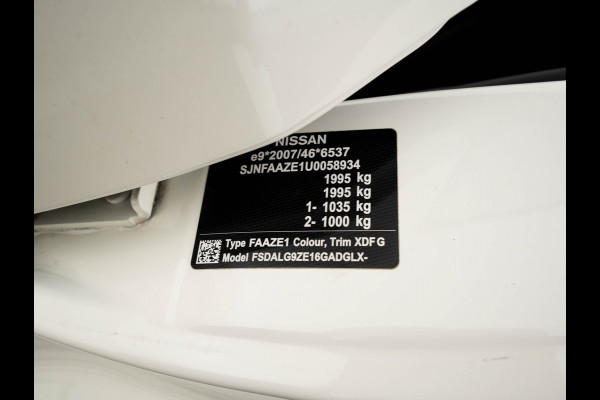 NISSAN
e9*2007/46*6537
SJNFAAZE1U0058934
1995 kg
1995 kg
1- 1035 kg
2- 1000 kg
Type FAAZE1 Colour, Trim XDF G
Model FSDALG9ZE16GADGLX-